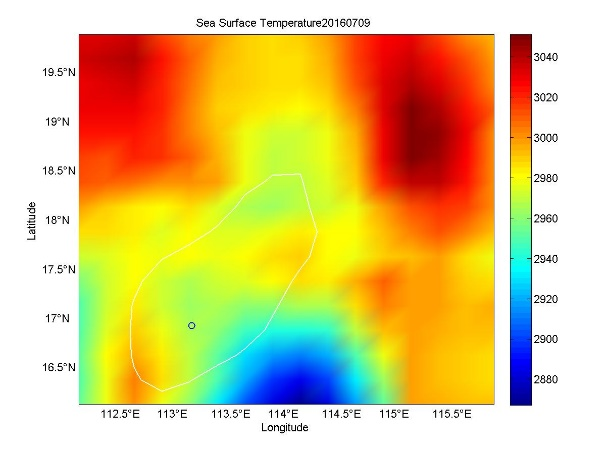 Sea Surface Temperature20160709
19.5°N
19°N
18.5°N
18°N
17.5°N
17°N
16.5°N
Latitude
112.5°E 113°E 113.5°E 114°E 114.5°E 115°E 115.5°E
Longitude
3040
3020
3000
2980
2960
2940
2920
2900
2880